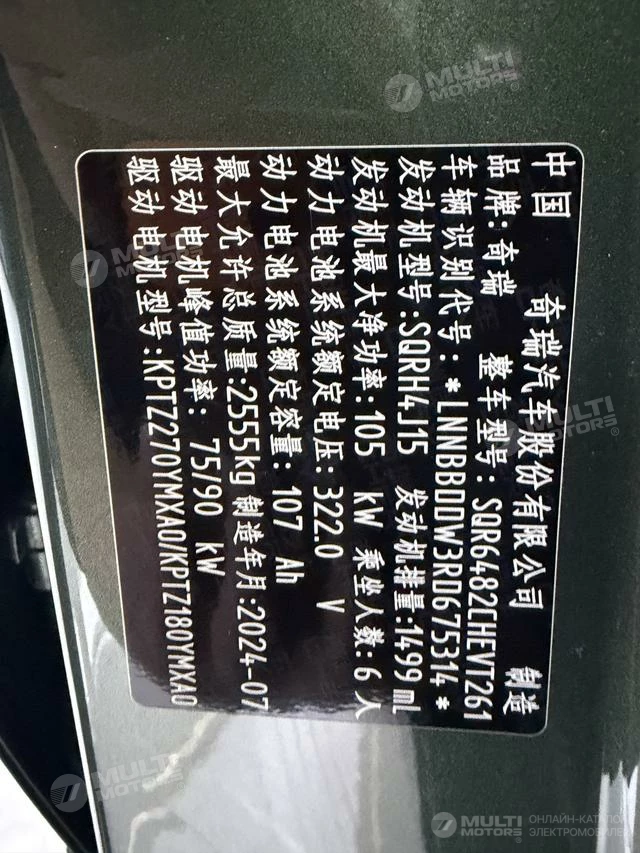 中国 奇瑞汽车股份有限公司 制造
品牌:奇瑞 整车型号:SQR6482CHEVT261
车辆识别代号:*LNNBBDDW3RD675314*
发动机型号:SQRH4J15 发动机排量:1499ml
发动机最大净功率:105 kW 乘坐人数:6人
动力电池系统额定电压:322.0 V
动力电池系统额定容量:107 Ah
最大允许总质量:2555kg 制造年月:2024-07
驱动电机峰值功率: 75/90 kW
驱动电机型号:KPTZ270YMXA0/KPTZ180YMXA0
MULTI MOTORS
MULTI MOTORS
MULTI MOTORS
MULTI MOTORS
MULTI MOTORS ОНЛАЙН-КАТАЛОГ ЭЛЕКТРОМОБИЛЕЙ